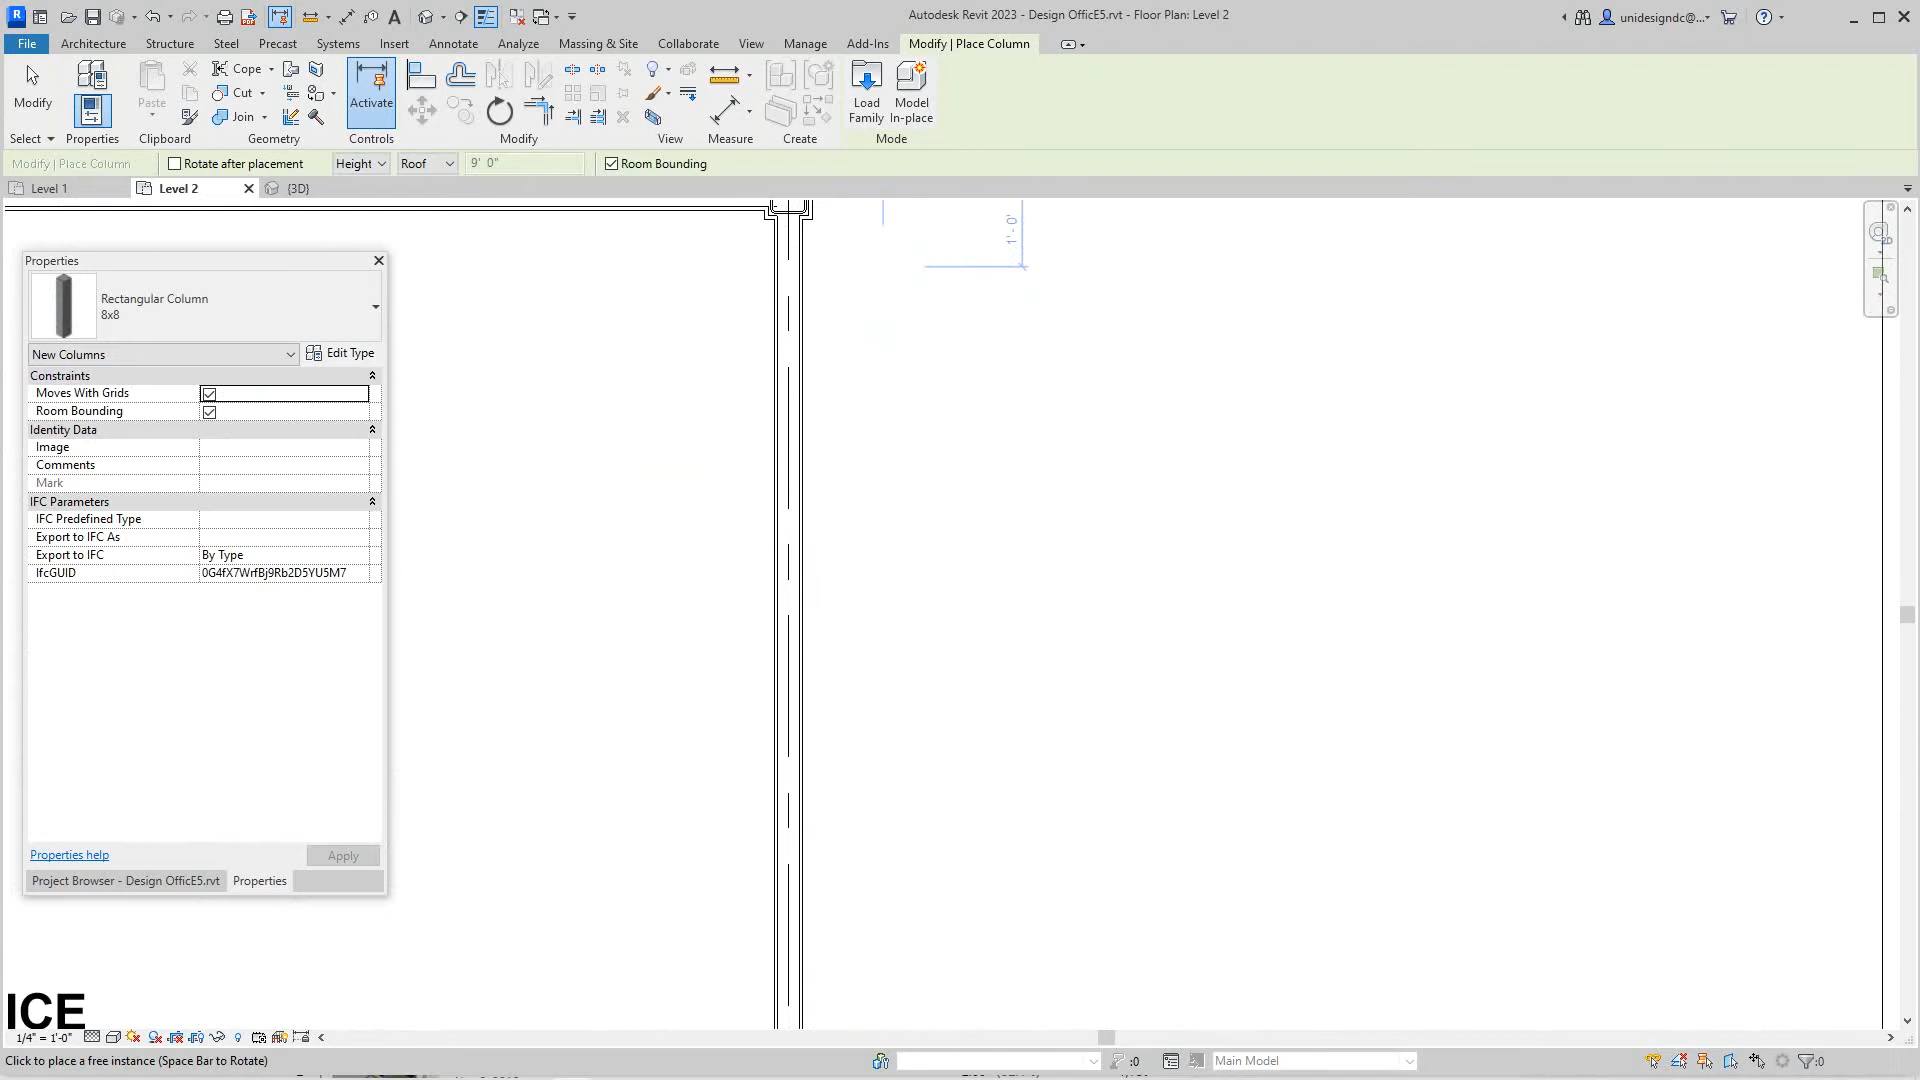 Autodesk Revit 2023 - Design OfficE5.rvt - Floor Plan: Level 2
unidesigndc@...
File Architecture Structure Steel Precast Systems Insert Annotate Analyze Massing & Site Collaborate View Manage Add-Ins Modify | Place Column
Modify Paste Cope Cut Join Activate Load Family Model In-place
Select Properties Clipboard Geometry Controls Modify View Measure Create Mode
Modify | Place Column Rotate after placement Height Roof 9' 0" Room Bounding
Level 1 Level 2 {3D}
1' - 0"
2D
Properties
Rectangular Column
8x8
New Columns Edit Type
Constraints
Moves With Grids
Room Bounding
Identity Data
Image
Comments
Mark
IFC Parameters
IFC Predefined Type
Export to IFC As
Export to IFC By Type
IfcGUID 0G4fX7WrfBj9Rb2D5YU5M7
Properties help Apply
Project Browser - Design OfficE5.rvt Properties
ICE
1/4" = 1'-0"
Click to place a free instance (Space Bar to Rotate) :0 Main Model :0